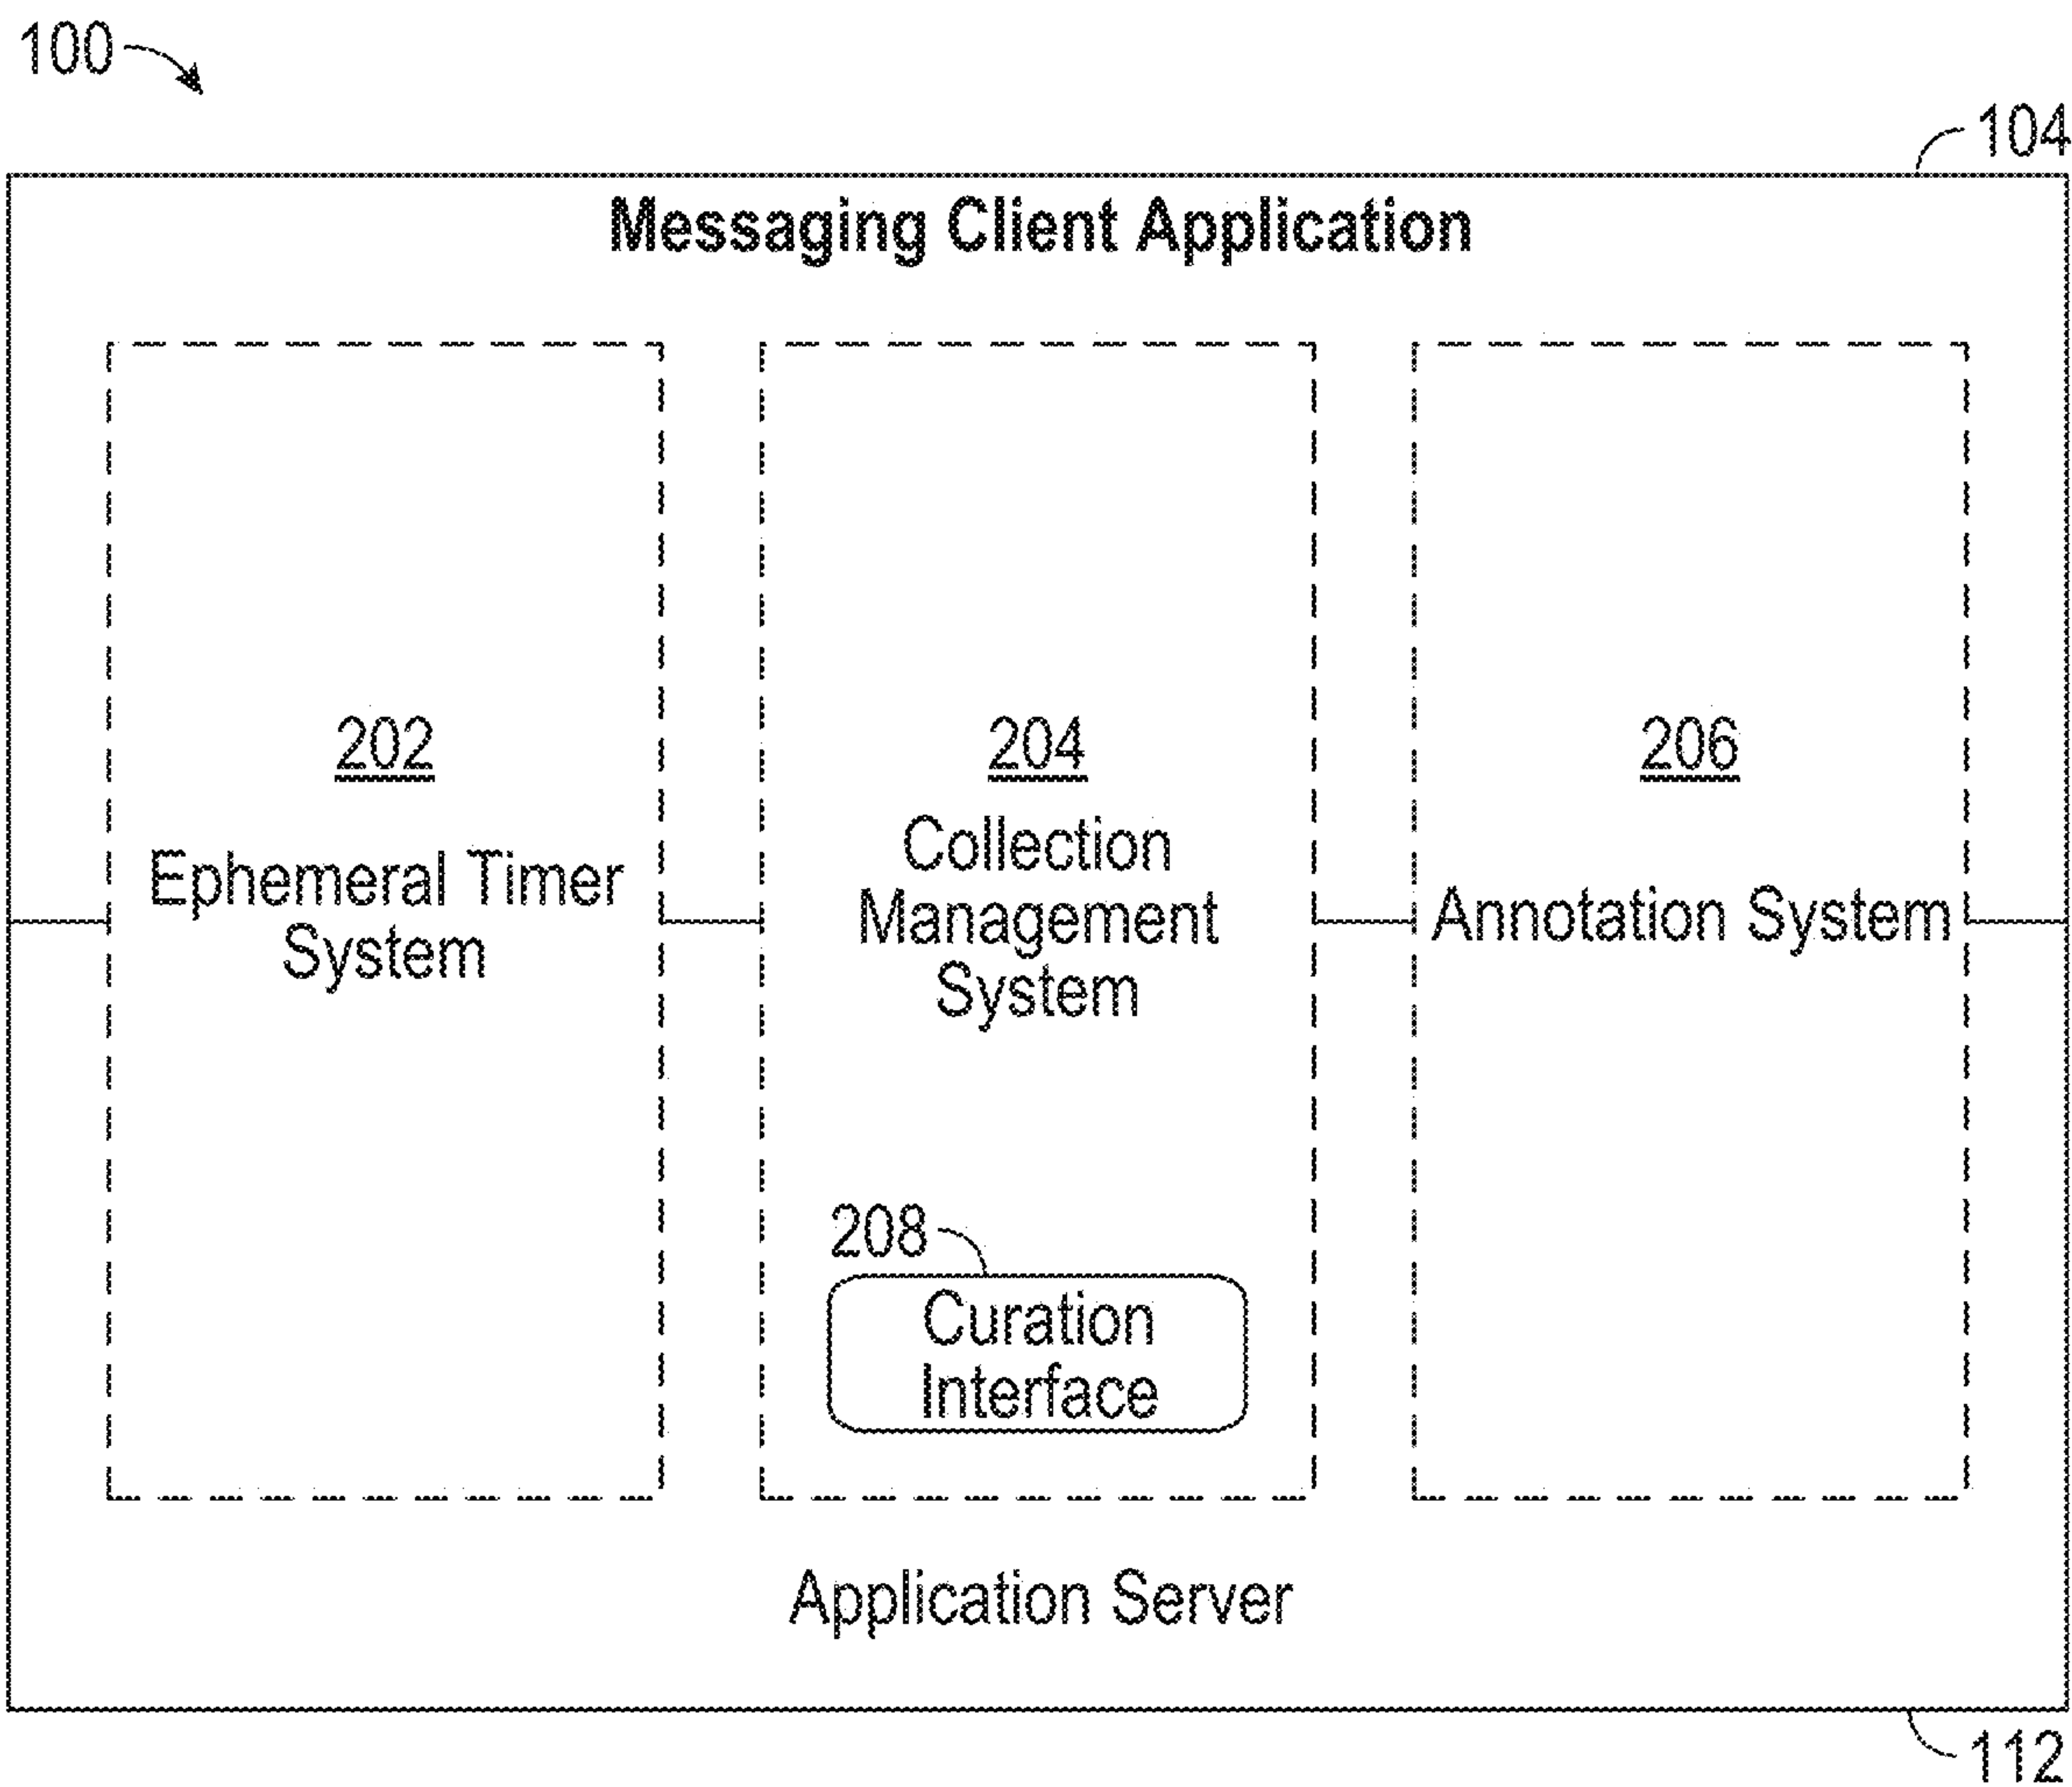 100
104
Messaging Client Application
202
Ephemeral Timer
System
204
Collection
Management
System
206
Annotation System
208
Curation
Interface
Application Server
112